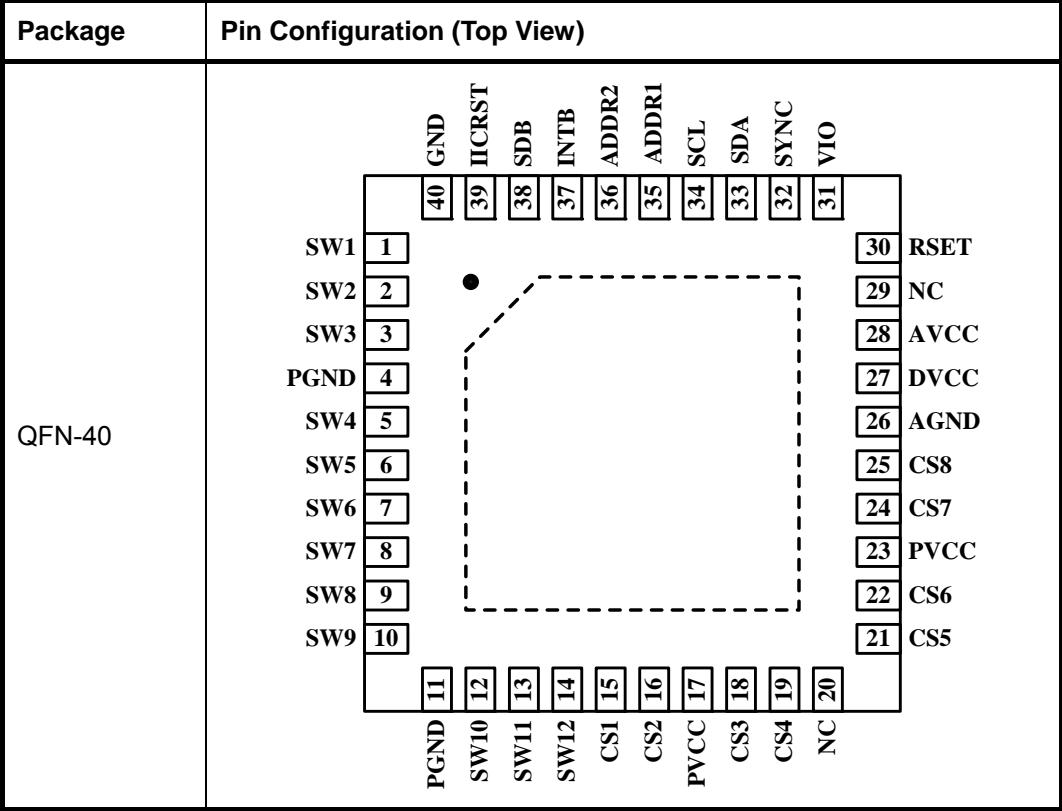 Package Pin Configuration (Top View)
QFN-40
GND IICRST SDB INTB ADDR2 ADDR1 SCL SDA SYNC VIO
40 39 38 37 36 35 34 33 32 31
SW1 1 30 RSET
SW2 2 29 NC
SW3 3 28 AVCC
PGND 4 27 DVCC
SW4 5 26 AGND
SW5 6 25 CS8
SW6 7 24 CS7
SW7 8 23 PVCC
SW8 9 22 CS6
SW9 10 21 CS5
11 12 13 14 15 16 17 18 19 20
PGND SW10 SW11 SW12 CS1 CS2 PVCC CS3 CS4 NC